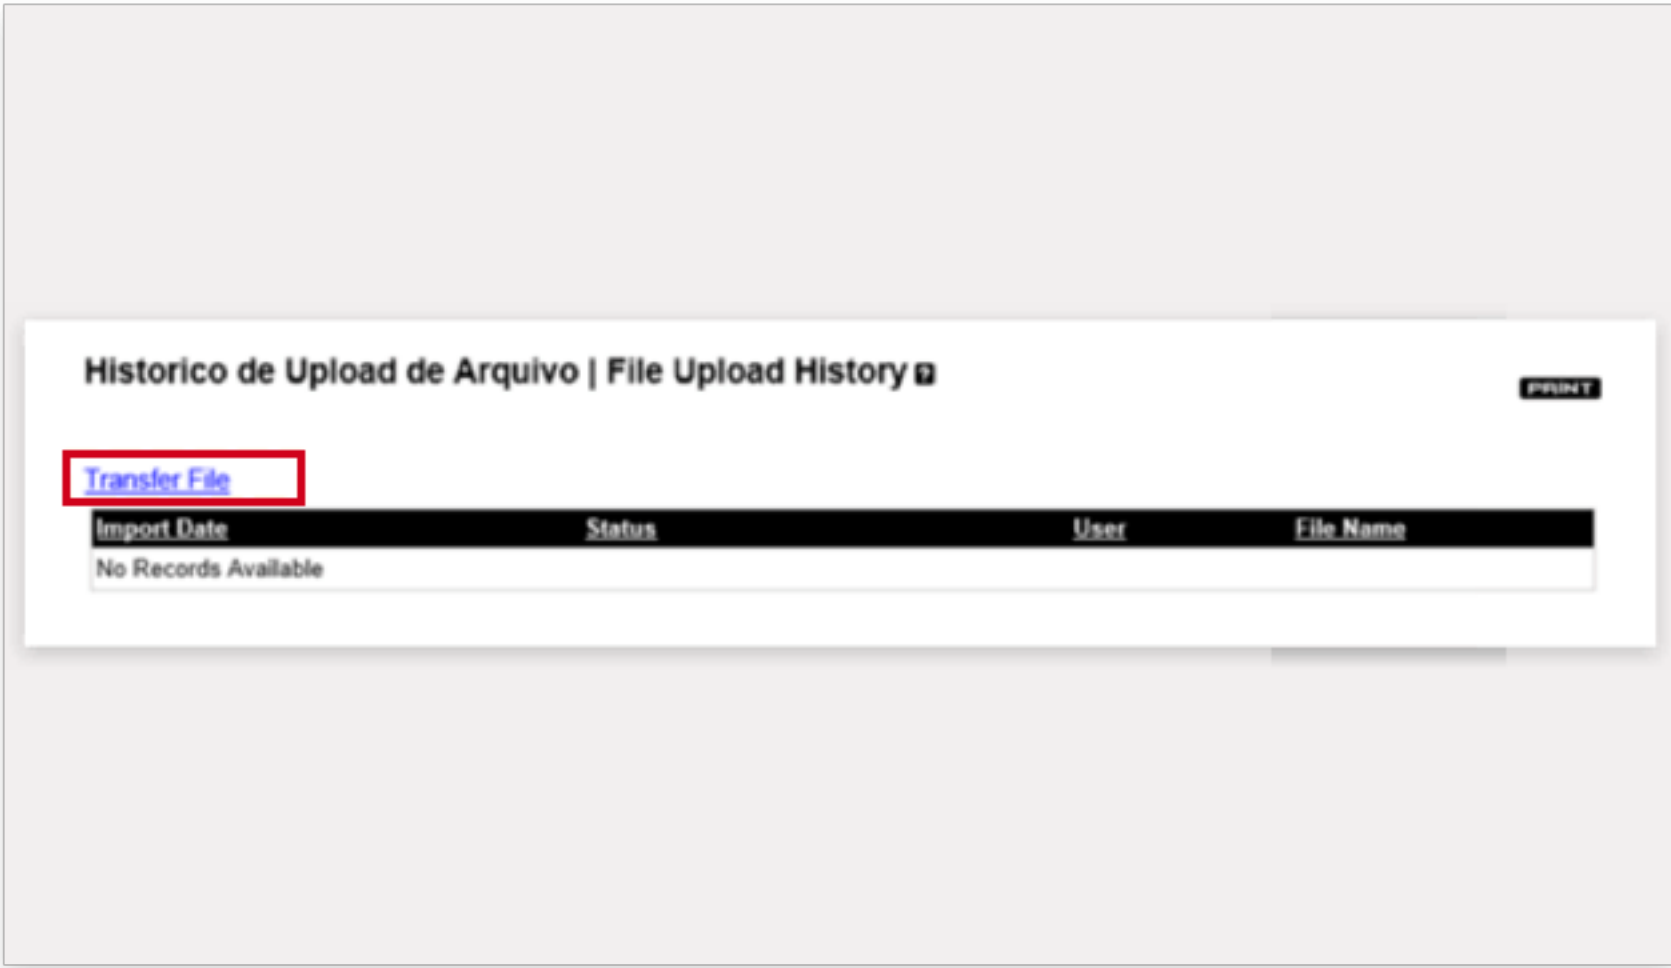 Historico de Upload de Arquivo | File Upload History ?
PRINT
Transfer File
Import Date Status User File Name
No Records Available